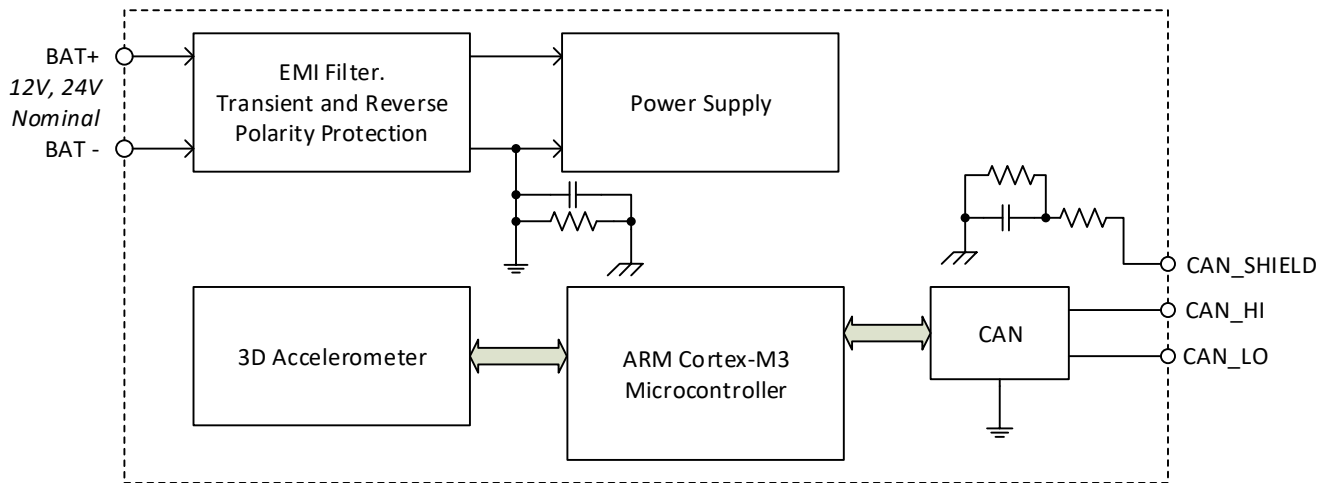 BAT+
12V, 24V
Nominal
BAT -
EMI Filter.
Transient and Reverse
Polarity Protection
Power Supply
CAN_SHIELD
CAN_HI
CAN_LO
3D Accelerometer
ARM Cortex-M3
Microcontroller
CAN